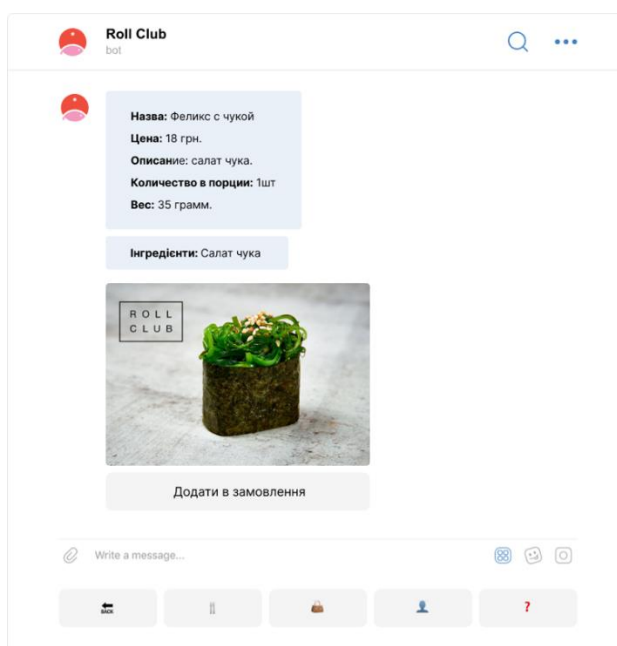 Roll Club
bot
Назва: Феликс с чукой
Цена: 18 грн.
Описание: салат чука.
Количество в порции: 1шт
Вес: 35 грамм.
Інгредієнти: Салат чука
ROLL
CLUB
Додати в замовлення
Write a message...
BACK
?